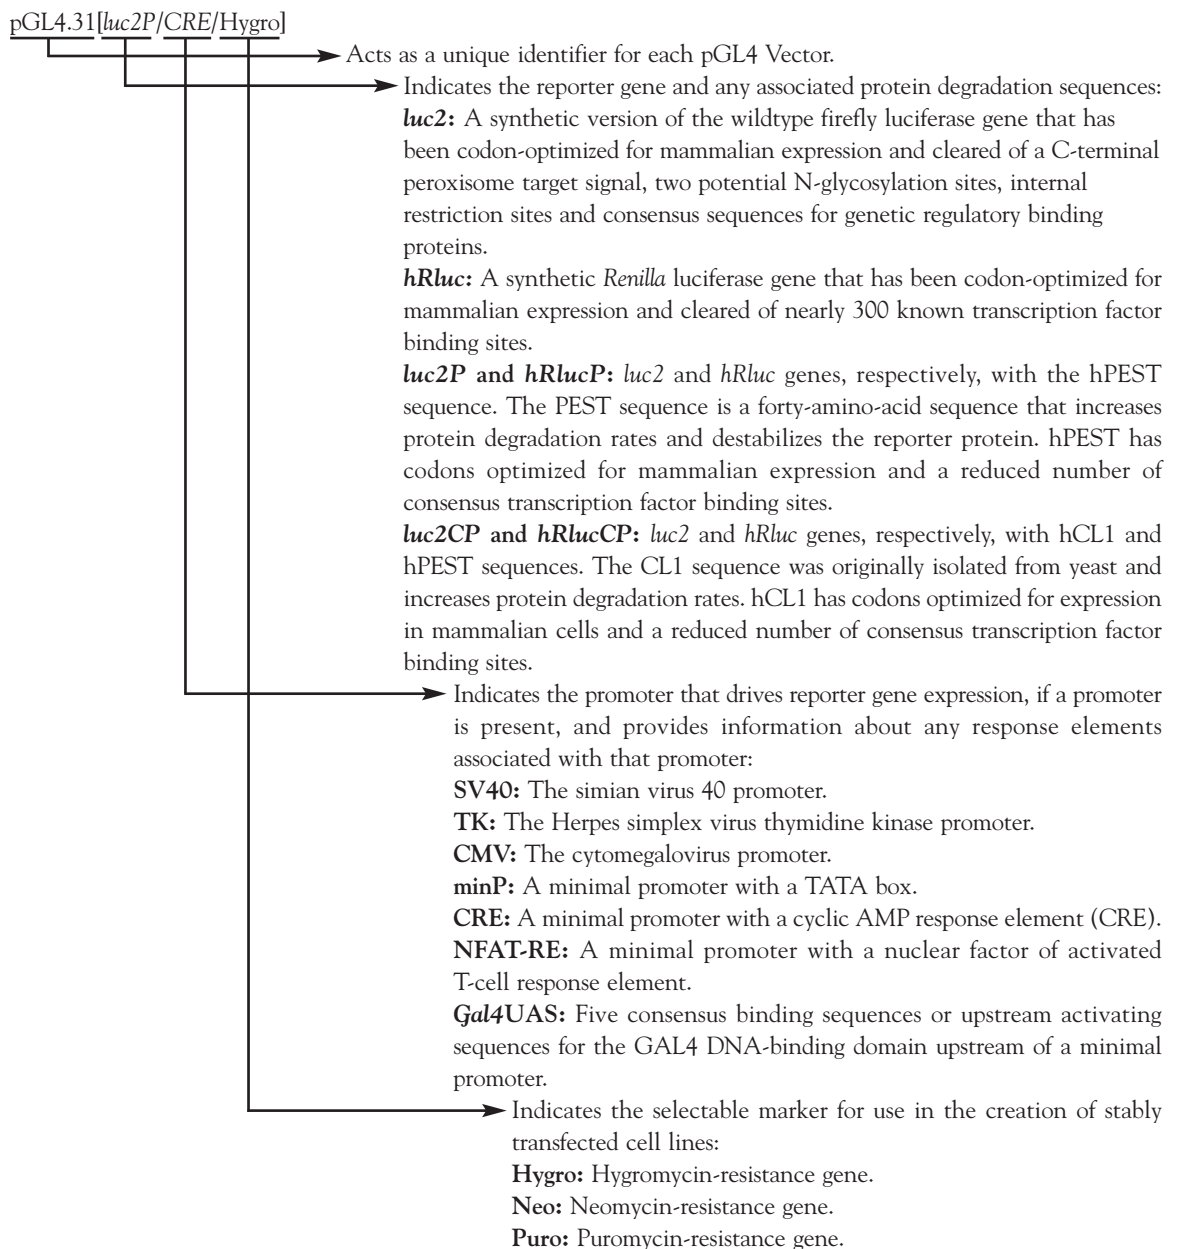 pGL4.31[luc2P/CRE/Hygro]
Acts as a unique identifier for each pGL4 Vector.
Indicates the reporter gene and any associated protein degradation sequences:
luc2: A synthetic version of the wildtype firefly luciferase gene that has
been codon-optimized for mammalian expression and cleared of a C-terminal
peroxisome target signal, two potential N-glycosylation sites, internal
restriction sites and consensus sequences for genetic regulatory binding
proteins.
hRluc: A synthetic Renilla luciferase gene that has been codon-optimized for
mammalian expression and cleared of nearly 300 known transcription factor
binding sites.
luc2P and hRlucP: luc2 and hRluc genes, respectively, with the hPEST
sequence. The PEST sequence is a forty-amino-acid sequence that increases
protein degradation rates and destabilizes the reporter protein. hPEST has
codons optimized for mammalian expression and a reduced number of
consensus transcription factor binding sites.
luc2CP and hRlucCP: luc2 and hRluc genes, respectively, with hCL1 and
hPEST sequences. The CL1 sequence was originally isolated from yeast and
increases protein degradation rates. hCL1 has codons optimized for expression
in mammalian cells and a reduced number of consensus transcription factor
binding sites.
Indicates the promoter that drives reporter gene expression, if a promoter
is present, and provides information about any response elements
associated with that promoter:
SV40: The simian virus 40 promoter.
TK: The Herpes simplex virus thymidine kinase promoter.
CMV: The cytomegalovirus promoter.
minP: A minimal promoter with a TATA box.
CRE: A minimal promoter with a cyclic AMP response element (CRE).
NFAT-RE: A minimal promoter with a nuclear factor of activated
T-cell response element.
Gal4UAS: Five consensus binding sequences or upstream activating
sequences for the GAL4 DNA-binding domain upstream of a minimal
promoter.
Indicates the selectable marker for use in the creation of stably
transfected cell lines:
Hygro: Hygromycin-resistance gene.
Neo: Neomycin-resistance gene.
Puro: Puromycin-resistance gene.